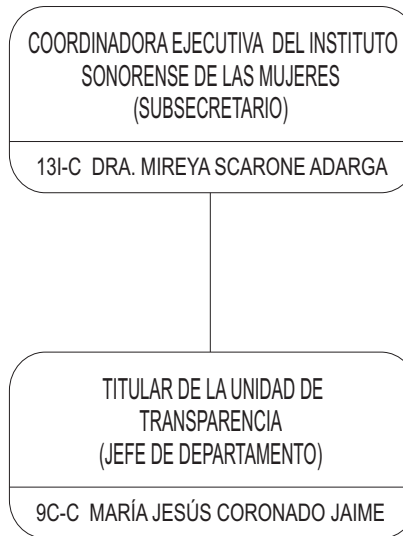 COORDINADORA EJECUTIVA DEL INSTITUTO
SONORENSE DE LAS MUJERES
(SUBSECRETARIO)
13I-C DRA. MIREYA SCARONE ADARGA
TITULAR DE LA UNIDAD DE
TRANSPARENCIA
(JEFE DE DEPARTAMENTO)
9C-C MARÍA JESÚS CORONADO JAIME